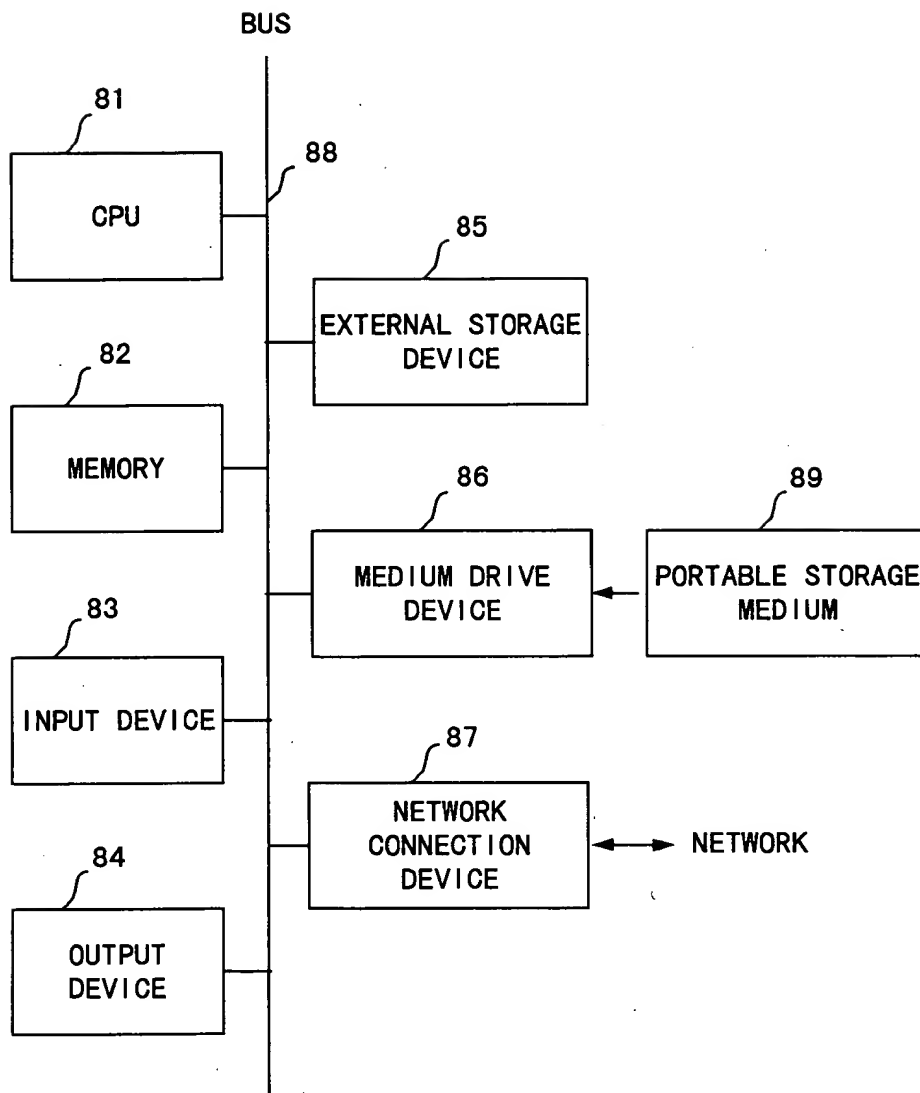 BUS
81
CPU
88
85
EXTERNAL STORAGE
DEVICE
82
MEMORY
86
MEDIUM DRIVE
DEVICE
89
PORTABLE STORAGE
MEDIUM
83
INPUT DEVICE
87
NETWORK
CONNECTION
DEVICE
NETWORK
84
OUTPUT
DEVICE